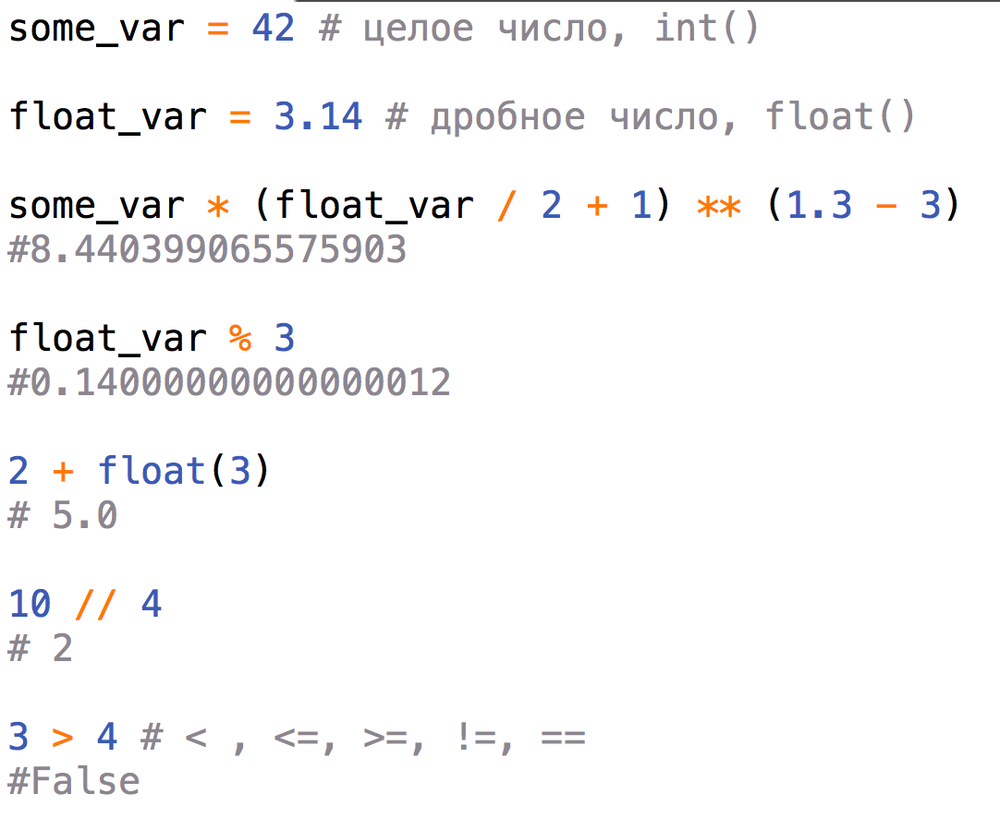 some_var = 42 # целое число, int()
float_var = 3.14 # дробное число, float()
some_var * (float_var / 2 + 1) ** (1.3 - 3)
#8.440399065575903
float_var % 3
#0.14000000000000012
2 + float(3)
# 5.0
10 // 4
# 2
3 > 4 # < , <=, >=, !=, ==
#False